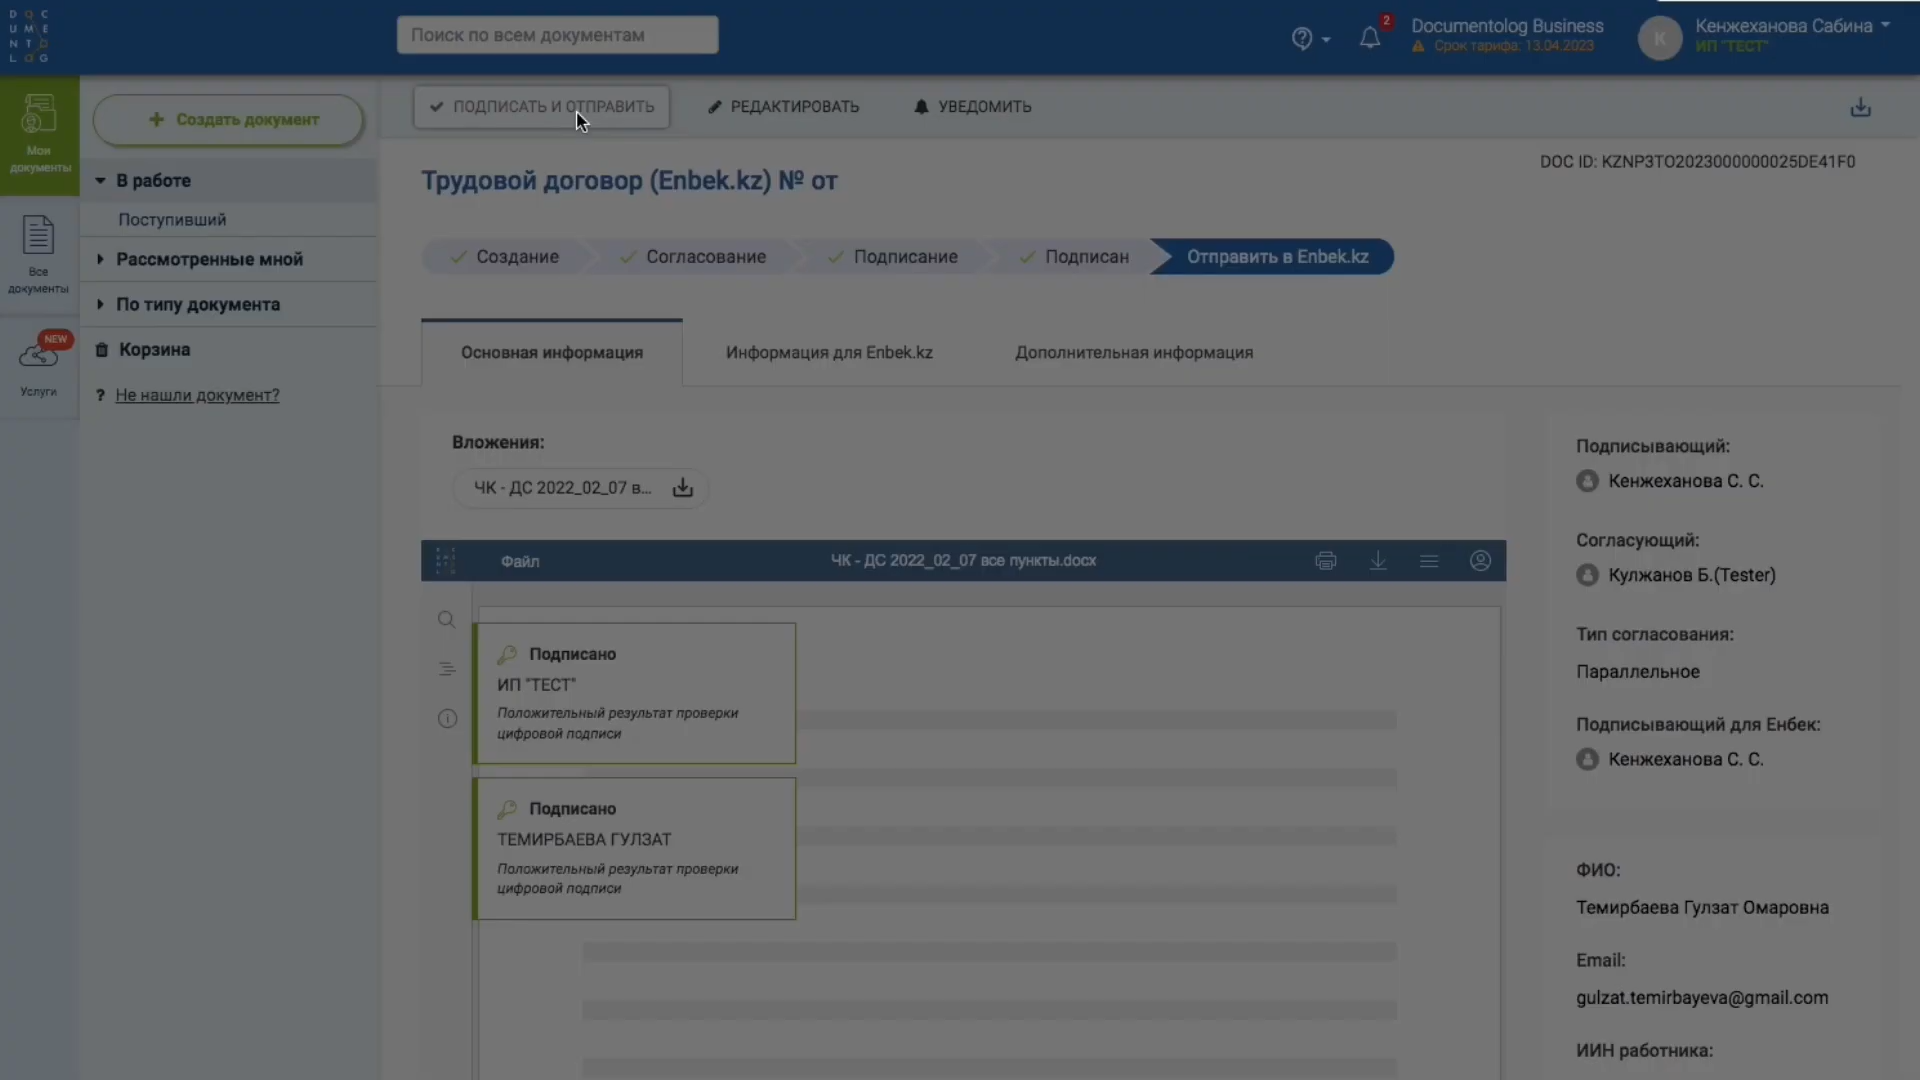 DOC
UME
NTO
LOG
Поиск по всем документам
2
Documentolog Business
Срок тарифа: 13.04.2023
К
Кенжеханова Сабина
ИП "ТЕСТ"
Мои
документы
Все
документы
NEW
Услуги
Создать документ
В работе
Поступивший
Рассмотренные мной
По типу документа
Корзина
? Не нашли документ?
ПОДПИСАТЬ И ОТПРАВИТЬ
РЕДАКТИРОВАТЬ
УВЕДОМИТЬ
DOC ID: KZNP3TO2023000000025DE41F0
Трудовой договор (Enbek.kz) № от
Создание
Согласование
Подписание
Подписан
Отправить в Enbek.kz
Основная информация
Информация для Enbek.kz
Дополнительная информация
Вложения:
ЧК - ДС 2022_02_07 в...
Файл
ЧК - ДС 2022_02_07 все пункты.docx
Подписано
ИП "ТЕСТ"
Положительный результат проверки
цифровой подписи
Подписано
ТЕМИРБАЕВА ГУЛЗАТ
Положительный результат проверки
цифровой подписи
Подписывающий:
Кенжеханова С. С.
Согласующий:
Кулжанов Б.(Tester)
Тип согласования:
Параллельное
Подписывающий для Енбек:
Кенжеханова С. С.
ФИО:
Темирбаева Гулзат Омаровна
Email:
gulzat.temirbayeva@gmail.com
ИИН работника: